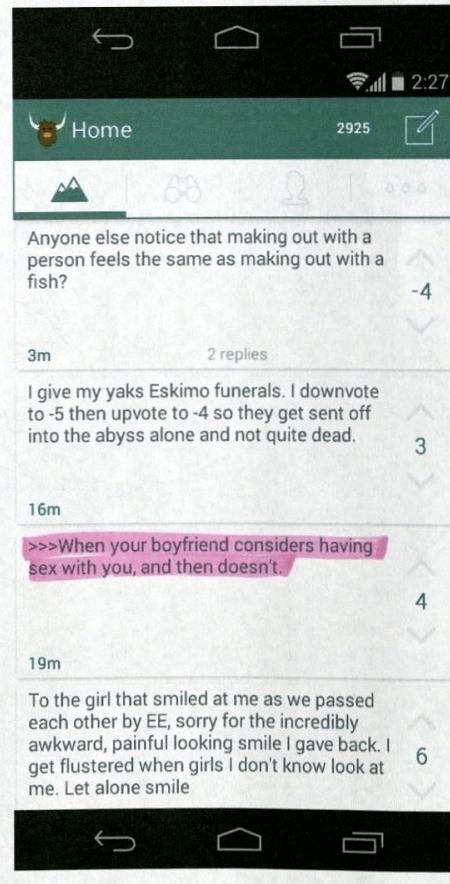 2:27
Home 2925
Anyone else notice that making out with a
person feels the same as making out with a
fish?
-4
3m 2 replies
I give my yaks Eskimo funerals. I downvote
to -5 then upvote to -4 so they get sent off
into the abyss alone and not quite dead.
3
16m
>>>When your boyfriend considers having
sex with you, and then doesn't.
4
19m
To the girl that smiled at me as we passed
each other by EE, sorry for the incredibly
awkward, painful looking smile I gave back. I
get flustered when girls I don't know look at
me. Let alone smile
6